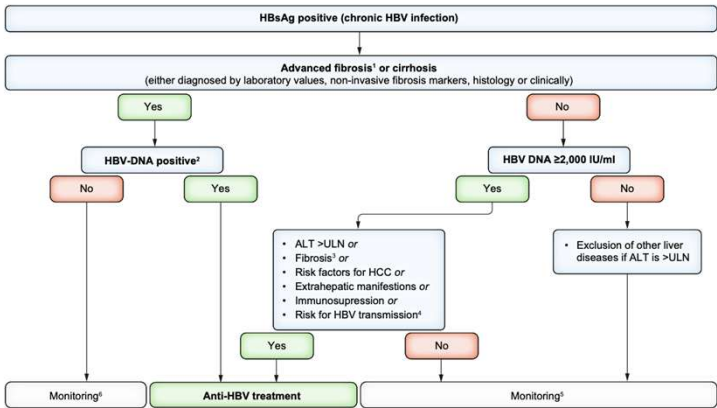 HBsAg positive (chronic HBV infection)
Advanced fibrosis¹ or cirrhosis
(either diagnosed by laboratory values, non-invasive fibrosis markers, histology or clinically)
Yes
No
HBV-DNA positive²
HBV DNA ≥2,000 IU/ml
No
Yes
Yes
No
• ALT >ULN or
• Fibrosis³ or
• Risk factors for HCC or
• Extrahepatic manifestions or
• Immunosupression or
• Risk for HBV transmission⁴
• Exclusion of other liver
diseases if ALT is >ULN
Yes
No
Monitoring⁶
Anti-HBV treatment
Monitoring⁵